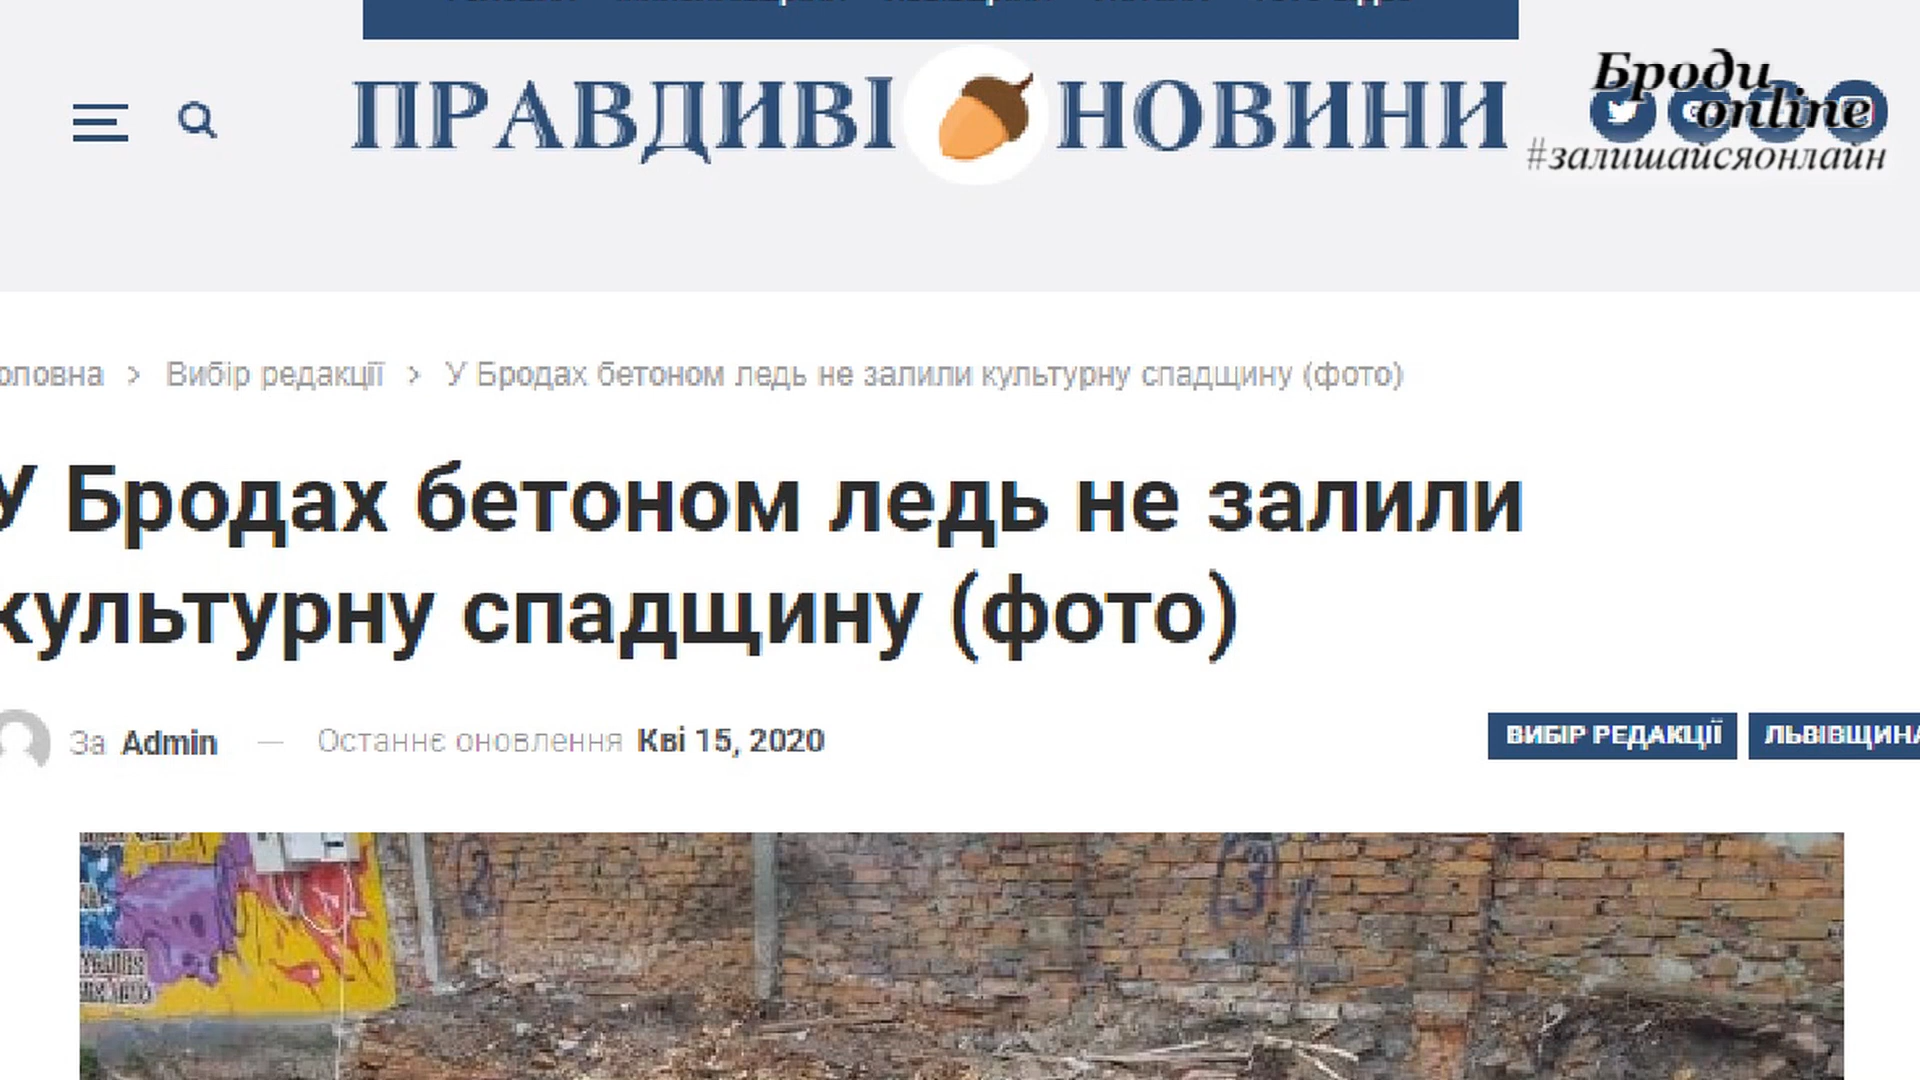 ПРАВДИВІ НОВИНИ
Броди
online
#залишайсяонлайн
оловна > Вибір редакції > У Бродах бетоном ледь не залили культурну спадщину (фото)
У Бродах бетоном ледь не залили
культурну спадщину (фото)
За Admin — Останнє оновлення Кві 15, 2020
ВИБІР РЕДАКЦІЇ ЛЬВІВЩИНА